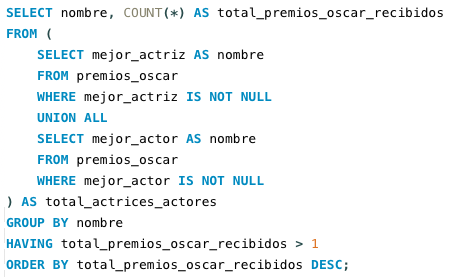 SELECT nombre, COUNT(*) AS total_premios_oscar_recibidos
FROM (
    SELECT mejor_actriz AS nombre
    FROM premios_oscar
    WHERE mejor_actriz IS NOT NULL
    UNION ALL
    SELECT mejor_actor AS nombre
    FROM premios_oscar
    WHERE mejor_actor IS NOT NULL
) AS total_actrices_actores
GROUP BY nombre
HAVING total_premios_oscar_recibidos > 1
ORDER BY total_premios_oscar_recibidos DESC;